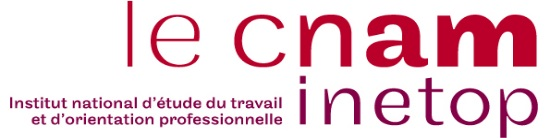 le cnam
Institut national d'étude du travail
et d'orientation professionnelle
inetop